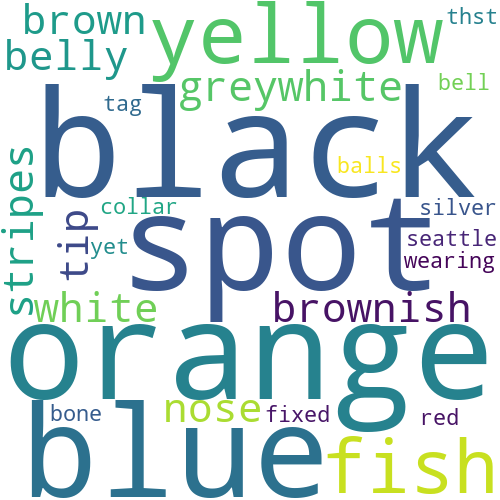 brown
yellow
thst
belly
greywhite
bell
black
tag
balls
stripes
collar
spot
silver
tip
yet
seattle
wearing
white
brownish
orange
nose
bone
fixed
red
blue
fish